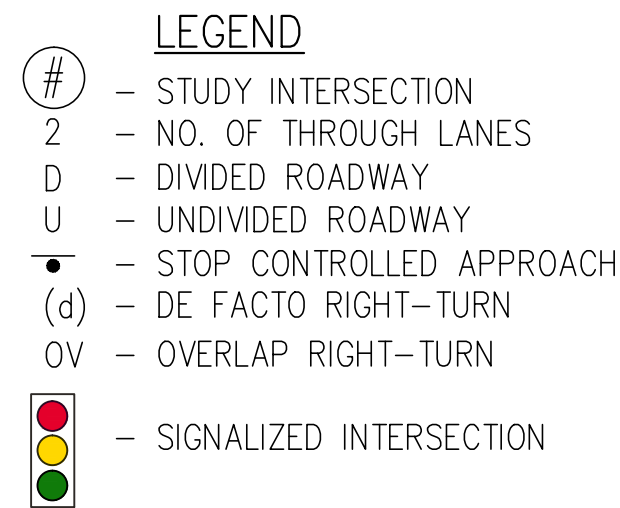 LEGEND
# – STUDY INTERSECTION
2 – NO. OF THROUGH LANES
D – DIVIDED ROADWAY
U – UNDIVIDED ROADWAY
– STOP CONTROLLED APPROACH
(d) – DE FACTO RIGHT–TURN
OV – OVERLAP RIGHT–TURN
– SIGNALIZED INTERSECTION